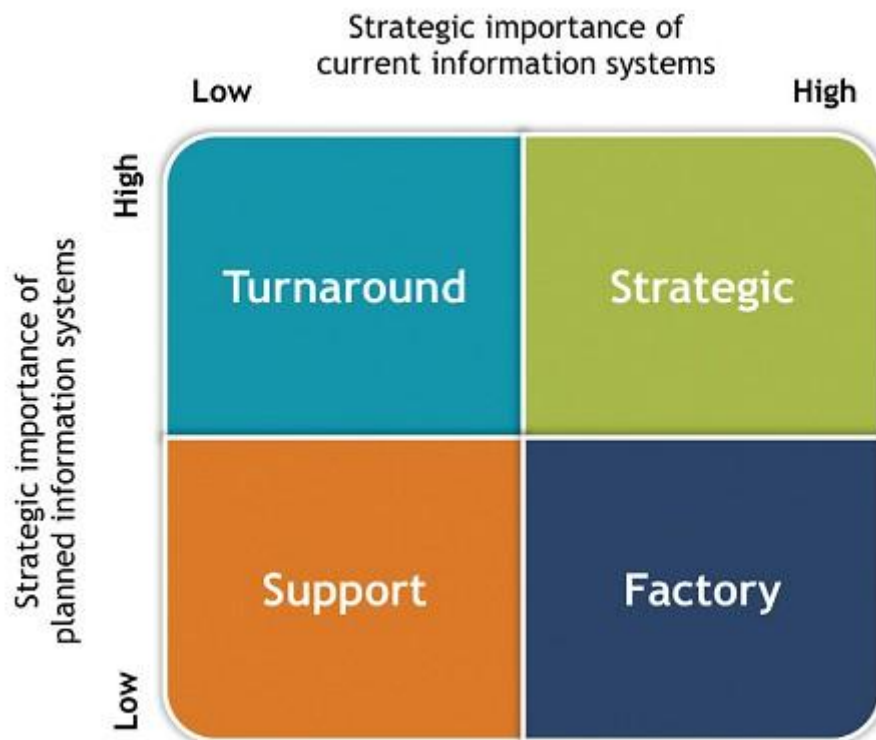 Strategic importance of
current information systems
Low
High
High
Strategic importance of
planned information systems
Low
Turnaround
Strategic
Support
Factory